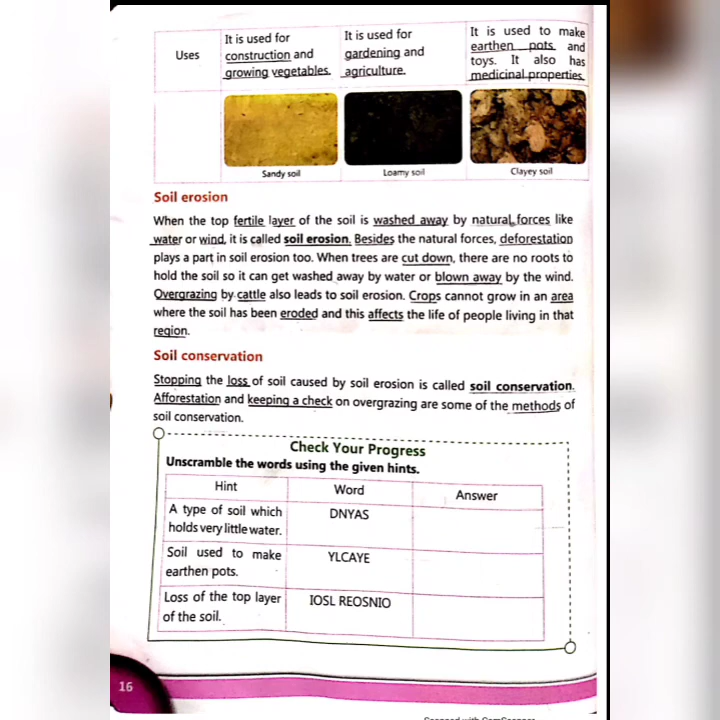 Uses
It is used for
construction and
growing vegetables.
It is used for
gardening and
agriculture.
It is used to make
earthen pots and
toys. It also has
medicinal properties.
Sandy soil
Loamy soil
Clayey soil
Soil erosion
When the top fertile layer of the soil is washed away by natural forces like
water or wind, it is called soil erosion. Besides the natural forces, deforestation
plays a part in soil erosion too. When trees are cut down, there are no roots to
hold the soil so it can get washed away by water or blown away by the wind.
Overgrazing by cattle also leads to soil erosion. Crops cannot grow in an area
where the soil has been eroded and this affects the life of people living in that
region.
Soil conservation
Stopping the loss of soil caused by soil erosion is called soil conservation.
Afforestation and keeping a check on overgrazing are some of the methods of
soil conservation.
Check Your Progress
Unscramble the words using the given hints.
Hint
Word
Answer
A type of soil which
holds very little water.
DNYAS
Soil used to make
earthen pots.
YLCAYE
Loss of the top layer
of the soil.
IOSL REOSNIO
16